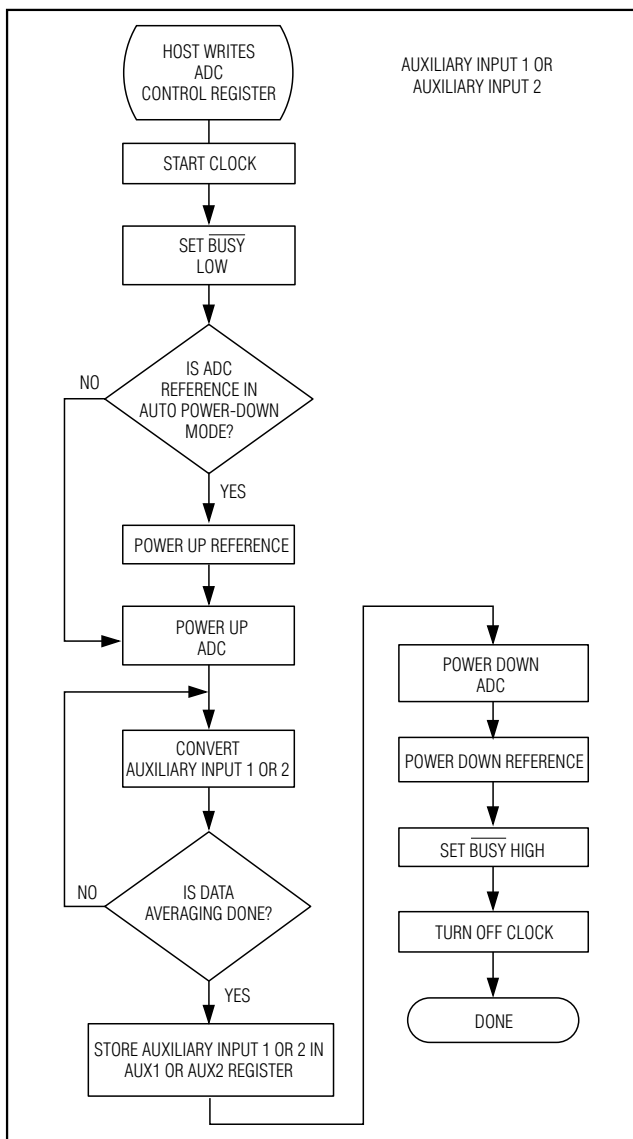 HOST WRITES
ADC
CONTROL REGISTER
AUXILIARY INPUT 1 OR
AUXILIARY INPUT 2
START CLOCK
SET BUSY
LOW
IS ADC
REFERENCE IN
AUTO POWER-DOWN
MODE?
NO
YES
POWER UP REFERENCE
POWER UP
ADC
CONVERT
AUXILIARY INPUT 1 OR 2
NO
IS DATA
AVERAGING DONE?
YES
STORE AUXILIARY INPUT 1 OR 2 IN
AUX1 OR AUX2 REGISTER
POWER DOWN
ADC
POWER DOWN REFERENCE
SET BUSY HIGH
TURN OFF CLOCK
DONE